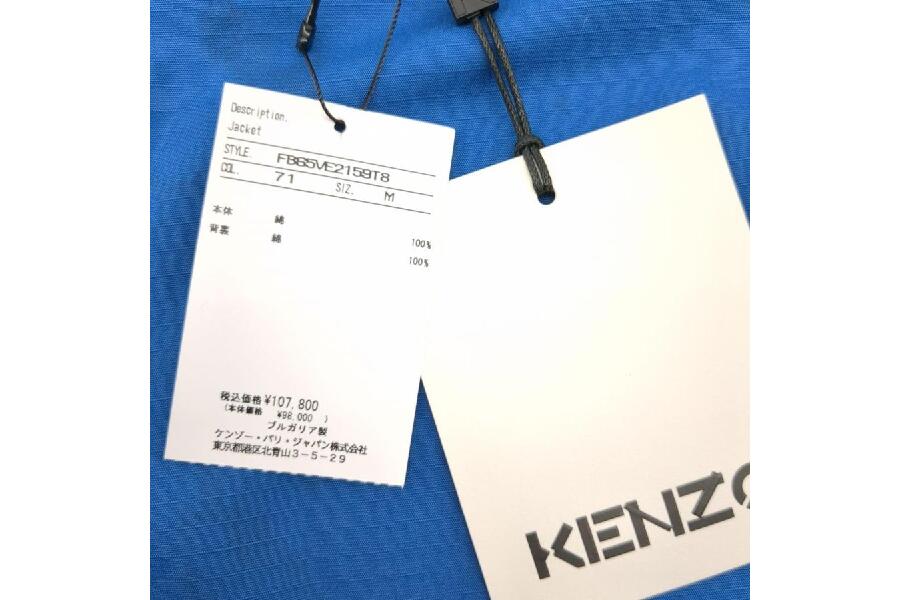 Description.
Jacket
STYLE. FB65VE2159T8
COL. 71 SIZ. M
本体 綿 100%
背裏 綿 100%
税込価格 ¥107,800
(本体価格 ¥98,000 )
ブルガリア製
ケンゾー・パリ・ジャパン株式会社
東京都港区北青山3-5-29
KENZO